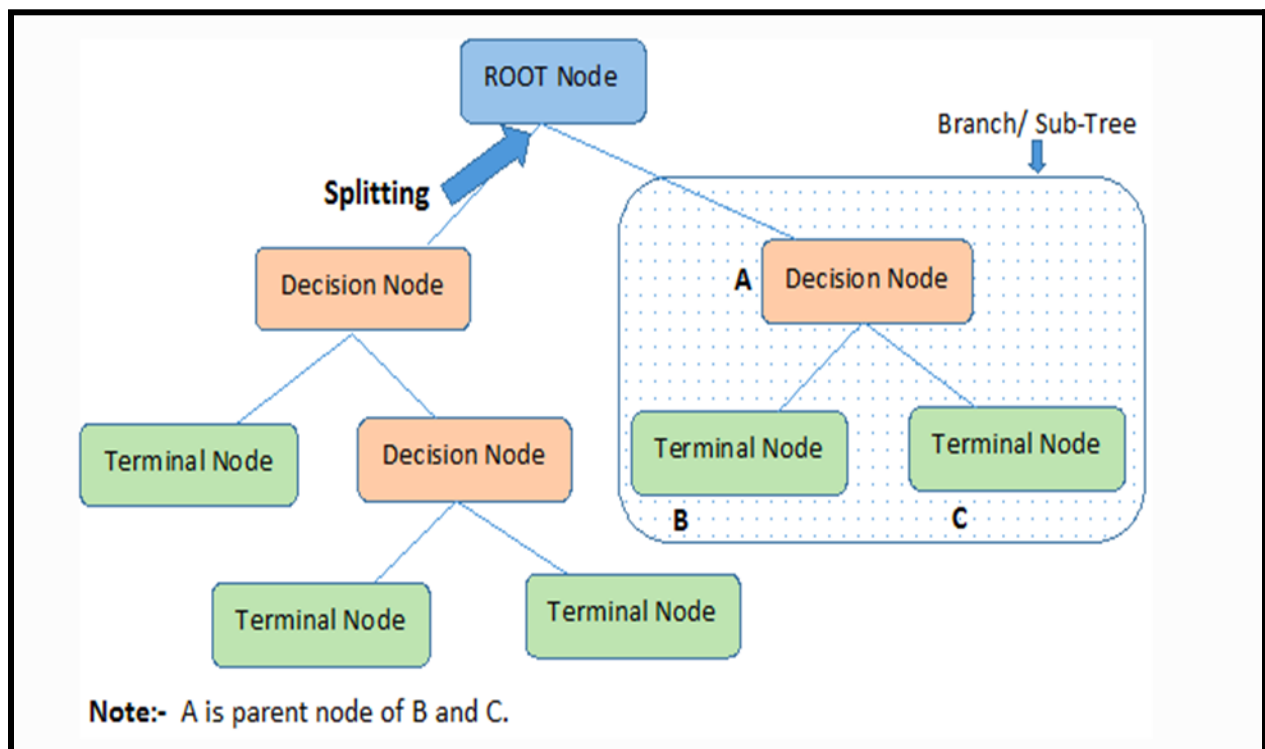 ROOT Node
Branch/ Sub-Tree
Splitting
Decision Node
A
Decision Node
Terminal Node
Decision Node
Terminal Node
Terminal Node
B
C
Terminal Node
Terminal Node
Note:- A is parent node of B and C.